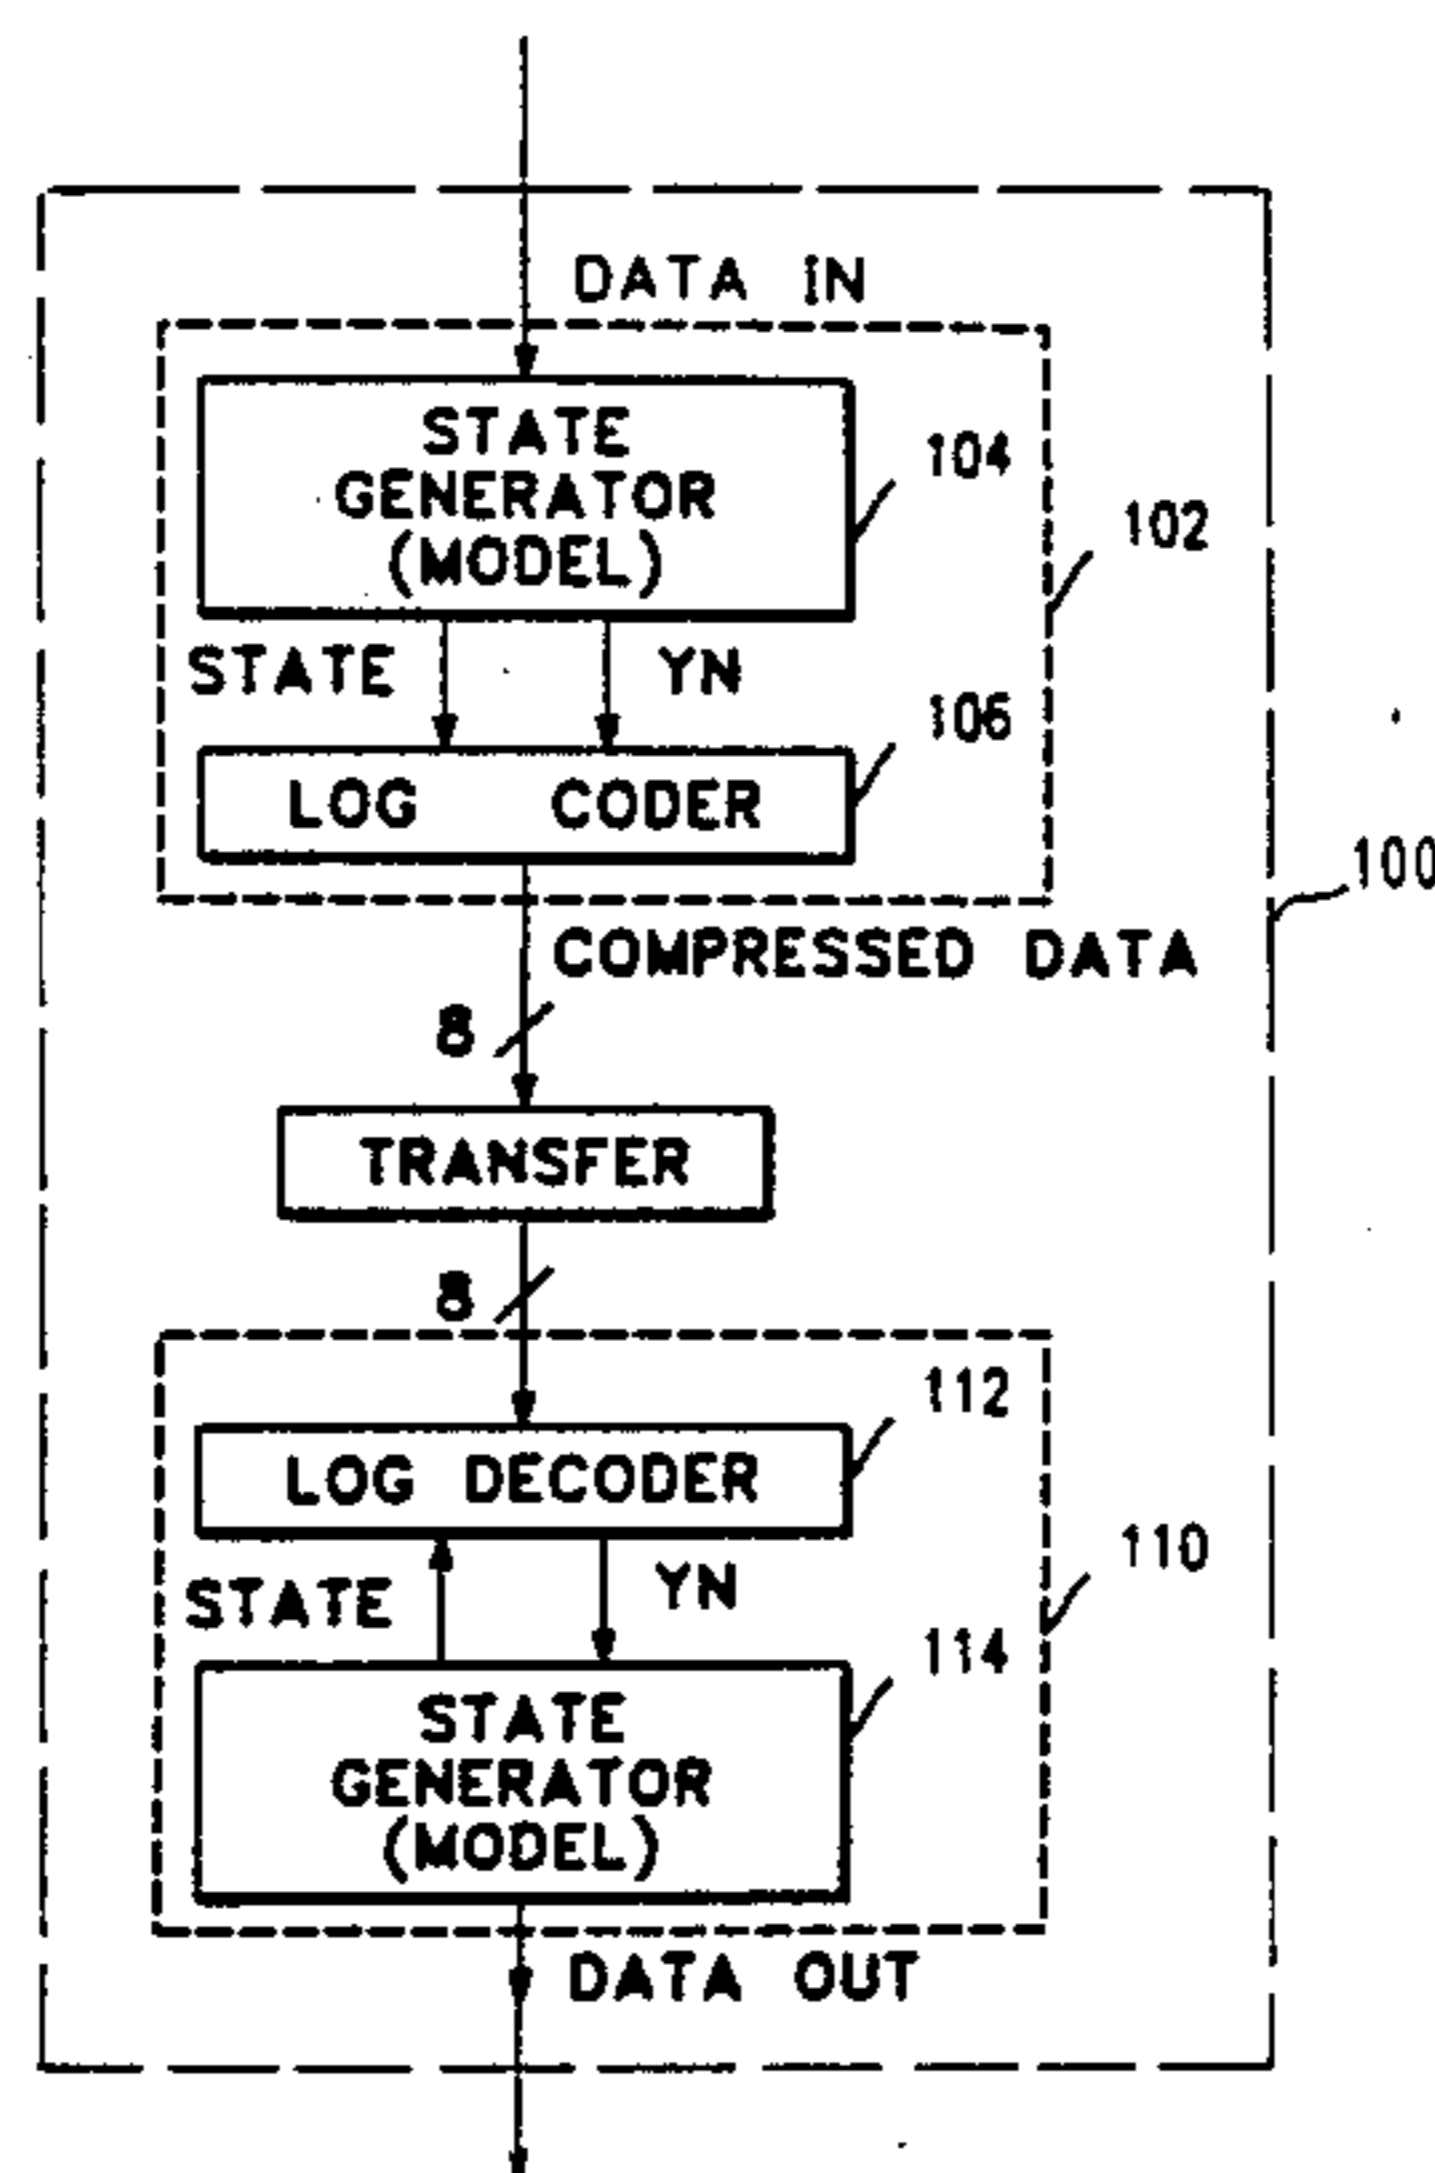 DATA IN
STATE
GENERATOR
(MODEL)
104
102
STATE YN
106
LOG CODER
100
COMPRESSED DATA
8
TRANSFER
8
112
LOG DECODER
110
STATE YN
114
STATE
GENERATOR
(MODEL)
DATA OUT